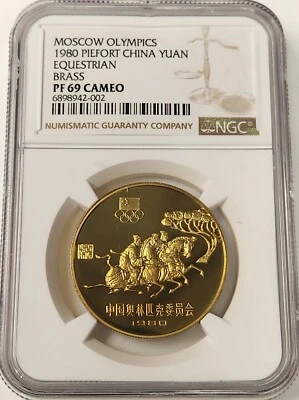 MOSCOW OLYMPICS
1980 PIEFORT CHINA YUAN
EQUESTRIAN
BRASS
PF 69 CAMEO
6898942-002
NUMISMATIC GUARANTY COMPANY
NGC
中国奥林匹克委员会
1980